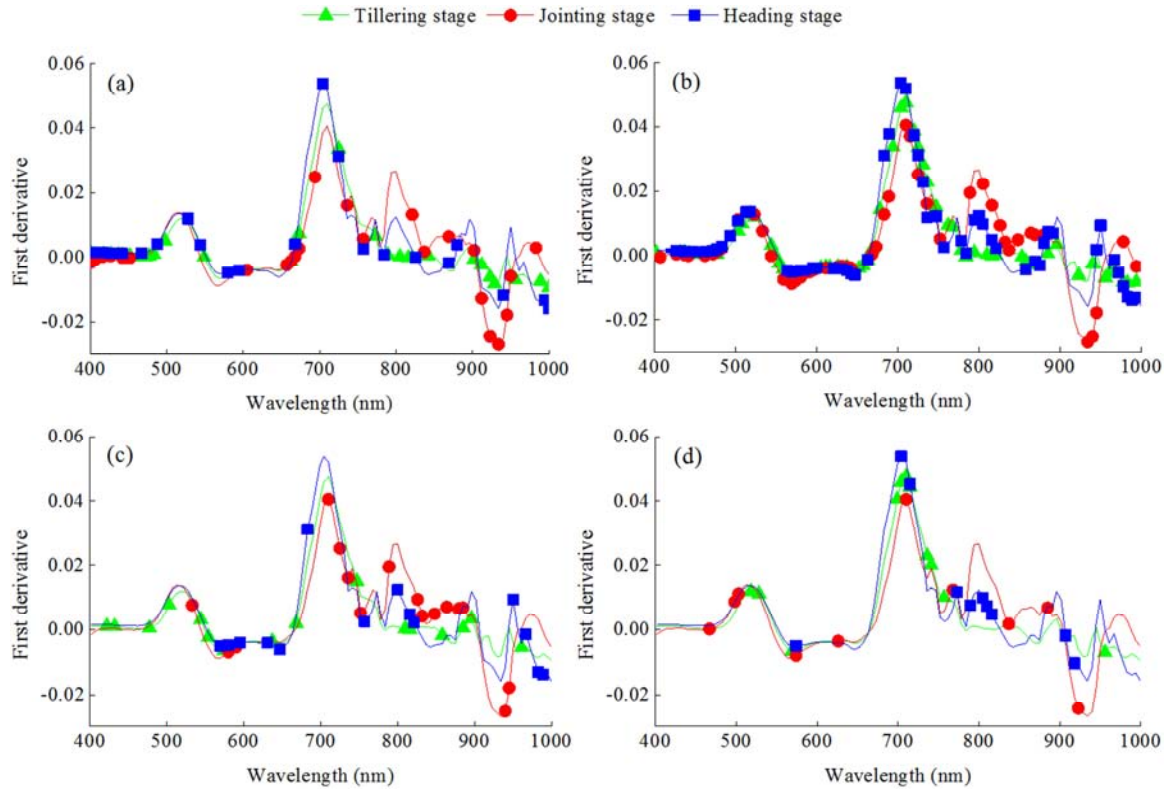 Tillering stage Jointing stage Heading stage
(a)
First derivative
0.06
0.04
0.02
0.00
-0.02
400 500 600 700 800 900 1000
Wavelength (nm)
(b)
First derivative
0.06
0.04
0.02
0.00
-0.02
400 500 600 700 800 900 1000
Wavelength (nm)
(c)
First derivative
0.06
0.04
0.02
0.00
-0.02
400 500 600 700 800 900 1000
Wavelength (nm)
(d)
First derivative
0.06
0.04
0.02
0.00
-0.02
400 500 600 700 800 900 1000
Wavelength (nm)